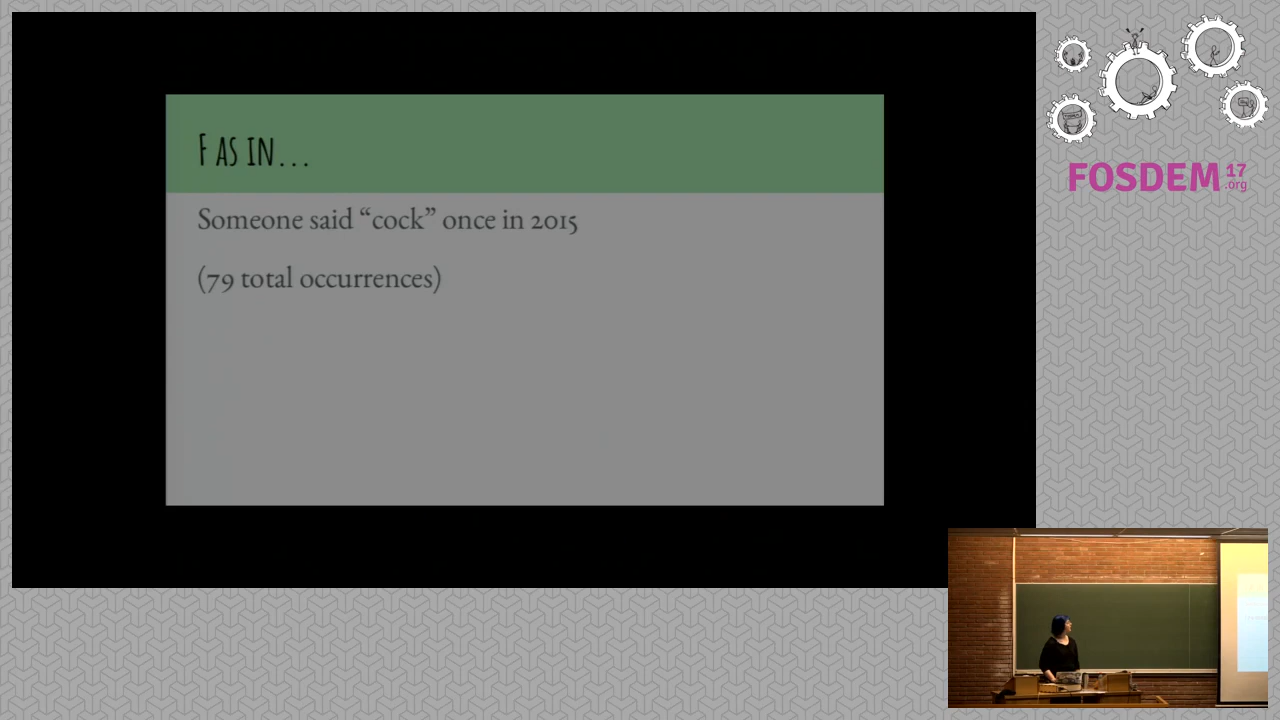 F AS IN...
Someone said “cock” once in 2015
(79 total occurrences)
FOSDEM 17
.org